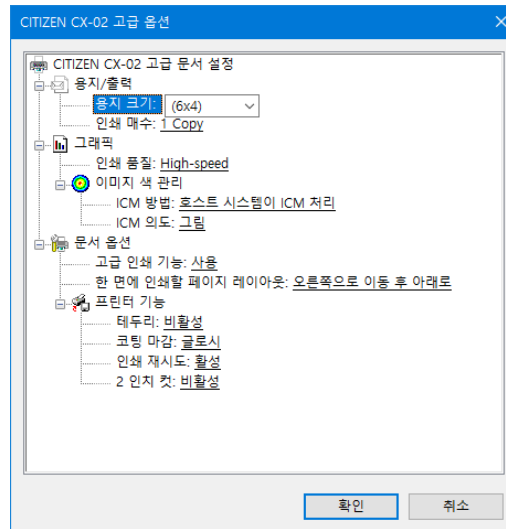 CITIZEN CX-02 고급 옵션
CITIZEN CX-02 고급 문서 설정
용지/출력
용지 크기: (6x4)
인쇄 매수: 1 Copy
그래픽
인쇄 품질: High-speed
이미지 색 관리
ICM 방법: 호스트 시스템이 ICM 처리
ICM 의도: 그림
문서 옵션
고급 인쇄 기능: 사용
한 면에 인쇄할 페이지 레이아웃: 오른쪽으로 이동 후 아래로
프린터 기능
테두리: 비활성
코팅 마감: 글로시
인쇄 재시도: 활성
2 인치 컷: 비활성
확인 취소